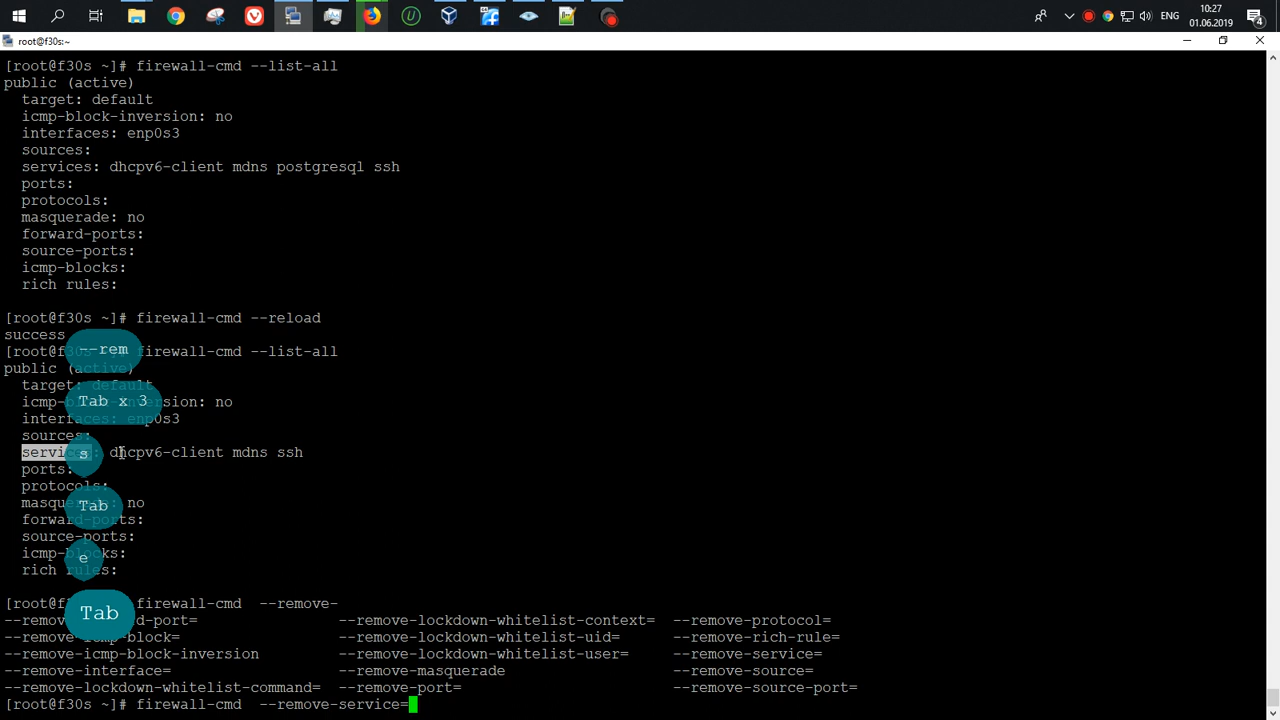 ENG
10:27
01.06.2019
4
root@f30s:~
[root@f30s ~]# firewall-cmd --list-all
public (active)
target: default
icmp-block-inversion: no
interfaces: enp0s3
sources:
services: dhcpv6-client mdns postgresql ssh
ports:
protocols:
masquerade: no
forward-ports:
source-ports:
icmp-blocks:
rich rules:
[root@f30s ~]# firewall-cmd --reload
success
--rem
[root@f30s ~]# firewall-cmd --list-all
public (active)
target: default
Tab x 3
icmp-block-inversion: no
interfaces: enp0s3
sources:
s
services: dhcpv6-client mdns ssh
ports:
protocols:
Tab
masquerade: no
forward-ports:
source-ports:
e
icmp-blocks:
rich rules:
Tab
[root@f30s ~]# firewall-cmd --remove-
--remove-forward-port= --remove-lockdown-whitelist-context= --remove-protocol=
--remove-icmp-block= --remove-lockdown-whitelist-uid= --remove-rich-rule=
--remove-icmp-block-inversion --remove-lockdown-whitelist-user= --remove-service=
--remove-interface= --remove-masquerade --remove-source=
--remove-lockdown-whitelist-command= --remove-port= --remove-source-port=
[root@f30s ~]# firewall-cmd --remove-service=